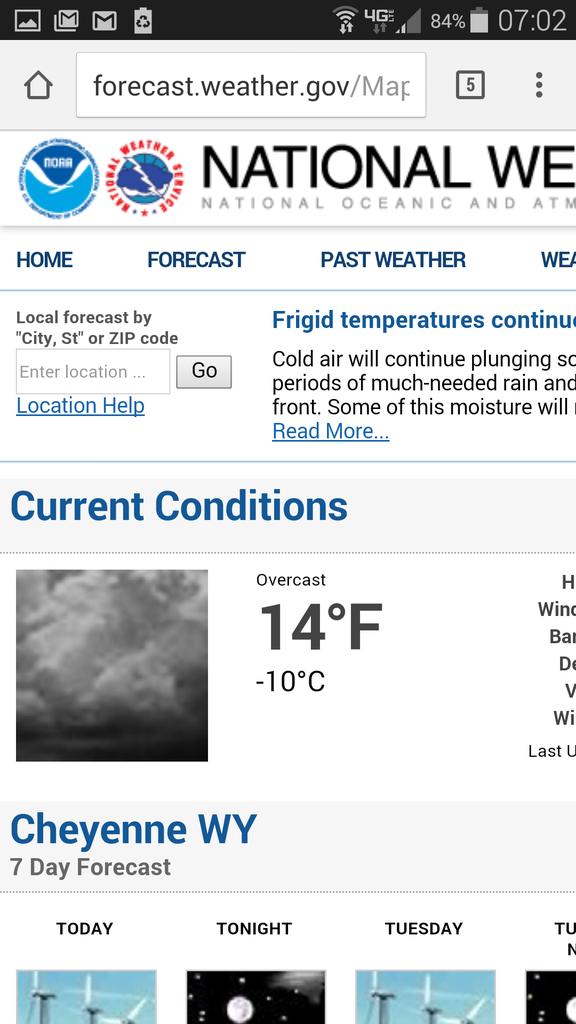 4G LTE 84% 07:02
forecast.weather.gov/Map
5
NOAA
NATIONAL WEATHER SERVICE
NATIONAL WE
NATIONAL OCEANIC AND ATM
HOME FORECAST PAST WEATHER WEA
Local forecast by
"City, St" or ZIP code
Enter location ... Go
Location Help
Frigid temperatures continue
Cold air will continue plunging so
periods of much-needed rain and
front. Some of this moisture will
Read More...
Current Conditions
Overcast
14°F
-10°C
H
Wind
Bar
De
V
Wi
Last U
Cheyenne WY
7 Day Forecast
TODAY TONIGHT TUESDAY TU
N